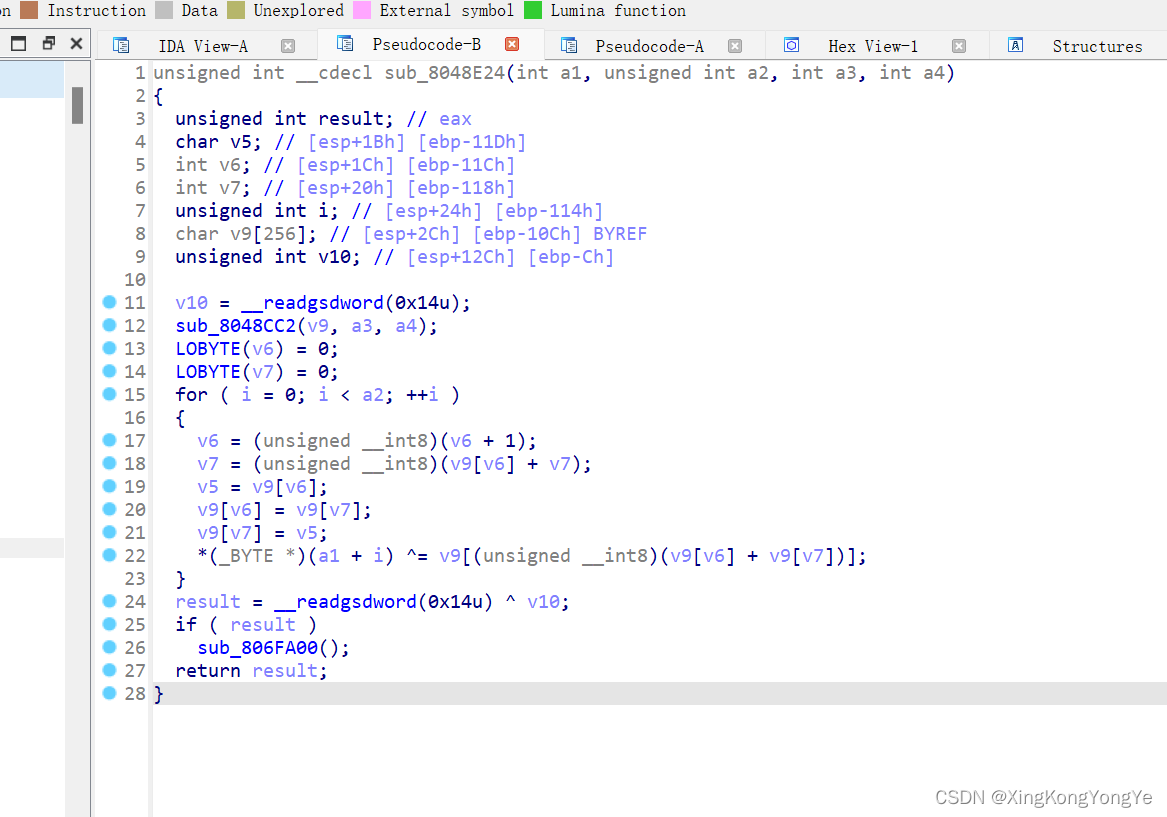 n Instruction Data Unexplored External symbol Lumina function
IDA View-A Pseudocode-B Pseudocode-A Hex View-1 Structures
1 unsigned int __cdecl sub_8048E24(int a1, unsigned int a2, int a3, int a4)
2 {
3 unsigned int result; // eax
4 char v5; // [esp+1Bh] [ebp-11Dh]
5 int v6; // [esp+1Ch] [ebp-11Ch]
6 int v7; // [esp+20h] [ebp-118h]
7 unsigned int i; // [esp+24h] [ebp-114h]
8 char v9[256]; // [esp+2Ch] [ebp-10Ch] BYREF
9 unsigned int v10; // [esp+12Ch] [ebp-Ch]
10
11 v10 = __readgsdword(0x14u);
12 sub_8048CC2(v9, a3, a4);
13 LOBYTE(v6) = 0;
14 LOBYTE(v7) = 0;
15 for ( i = 0; i < a2; ++i )
16 {
17 v6 = (unsigned __int8)(v6 + 1);
18 v7 = (unsigned __int8)(v9[v6] + v7);
19 v5 = v9[v6];
20 v9[v6] = v9[v7];
21 v9[v7] = v5;
22 *(_BYTE *)(a1 + i) ^= v9[(unsigned __int8)(v9[v6] + v9[v7])];
23 }
24 result = __readgsdword(0x14u) ^ v10;
25 if ( result )
26 sub_806FA00();
27 return result;
28 }
CSDN @XingKongYongYe